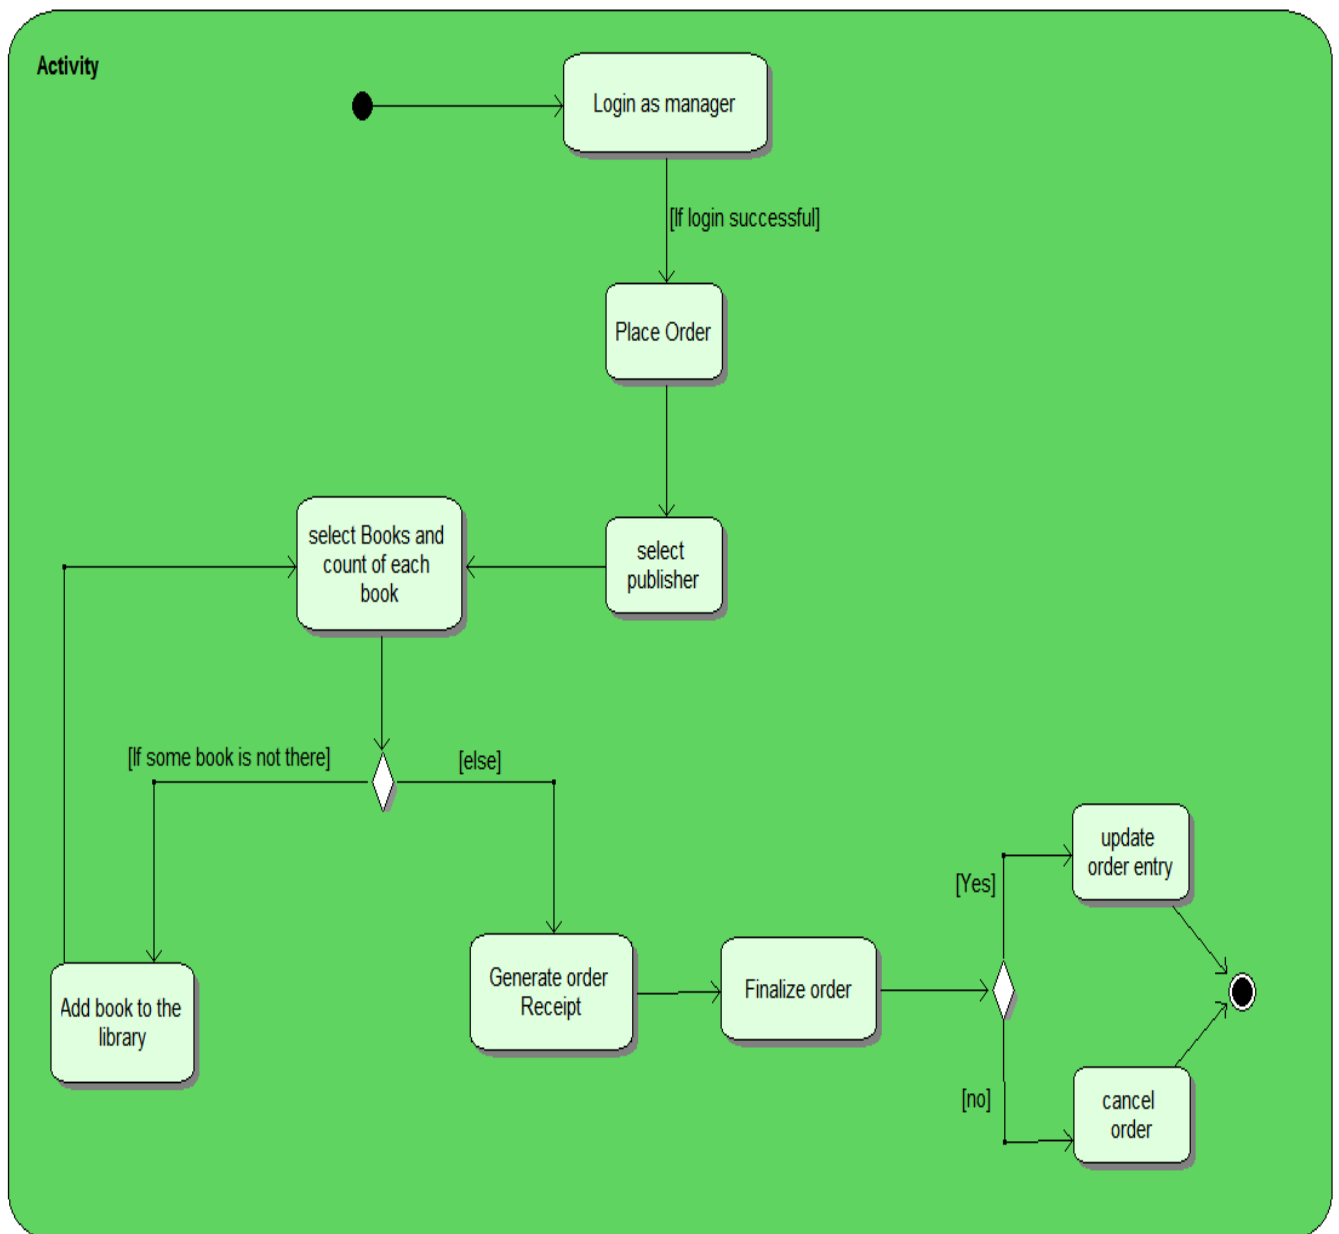 Activity
Login as manager
[If login successful]
Place Order
select
publisher
select Books and
count of each
book
[If some book is not there]
[else]
Add book to the
library
Generate order
Receipt
Finalize order
[Yes]
update
order entry
[no]
cancel
order